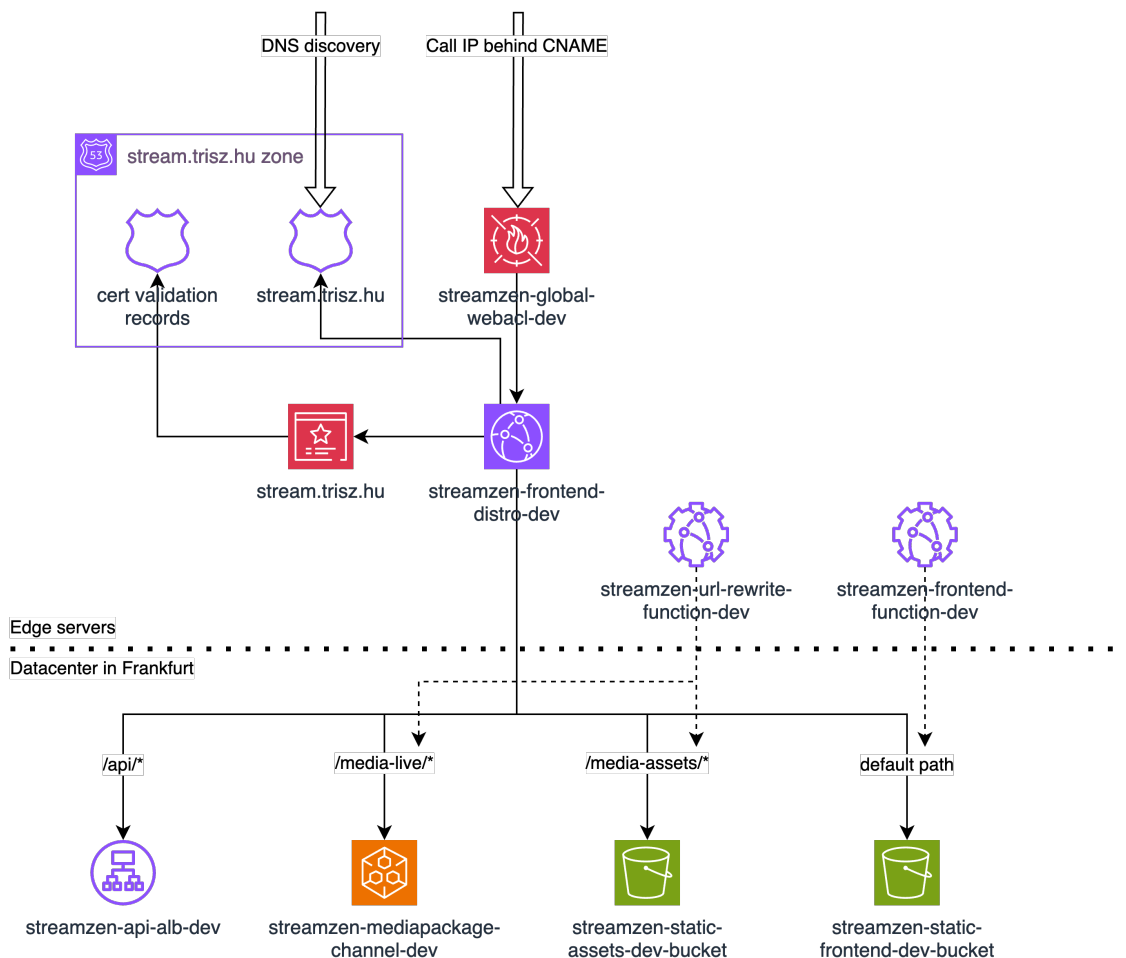 DNS discovery
Call IP behind CNAME
53
stream.trisz.hu zone
cert validation
records
stream.trisz.hu
streamzen-global-
webacl-dev
stream.trisz.hu
streamzen-frontend-
distro-dev
streamzen-url-rewrite-
function-dev
streamzen-frontend-
function-dev
Edge servers
Datacenter in Frankfurt
/api/*
/media-live/*
/media-assets/*
default path
streamzen-api-alb-dev
streamzen-mediapackage-
channel-dev
streamzen-static-
assets-dev-bucket
streamzen-static-
frontend-dev-bucket